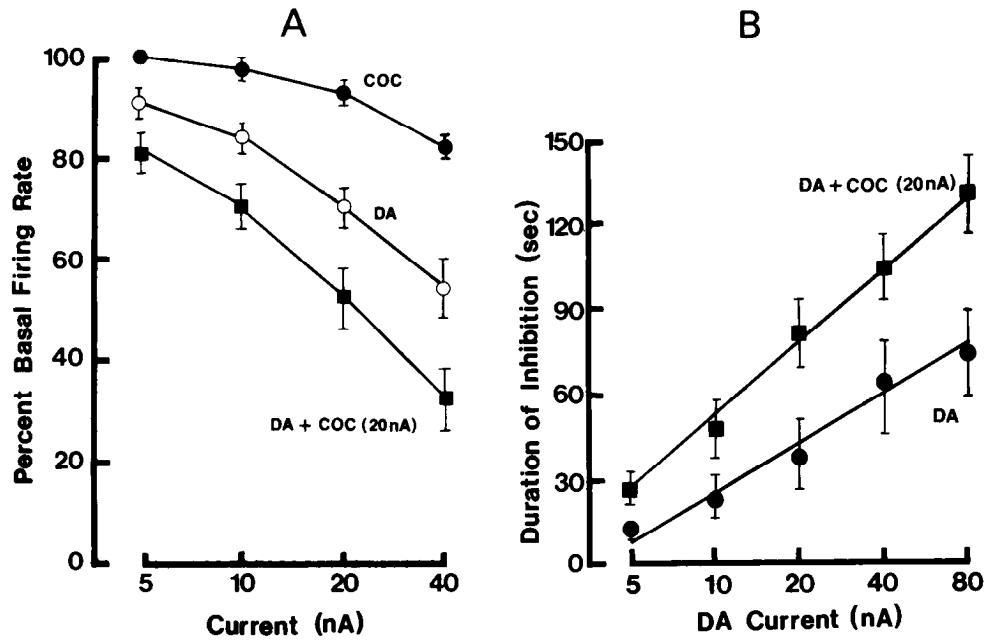 A
Percent Basal Firing Rate
100
80
60
40
20
0
COC
DA
DA + COC (20nA)
5 10 20 40
Current (nA)
B
Duration of Inhibition (sec)
150
120
90
60
30
0
DA + COC (20nA)
DA
5 10 20 40 80
DA Current (nA)